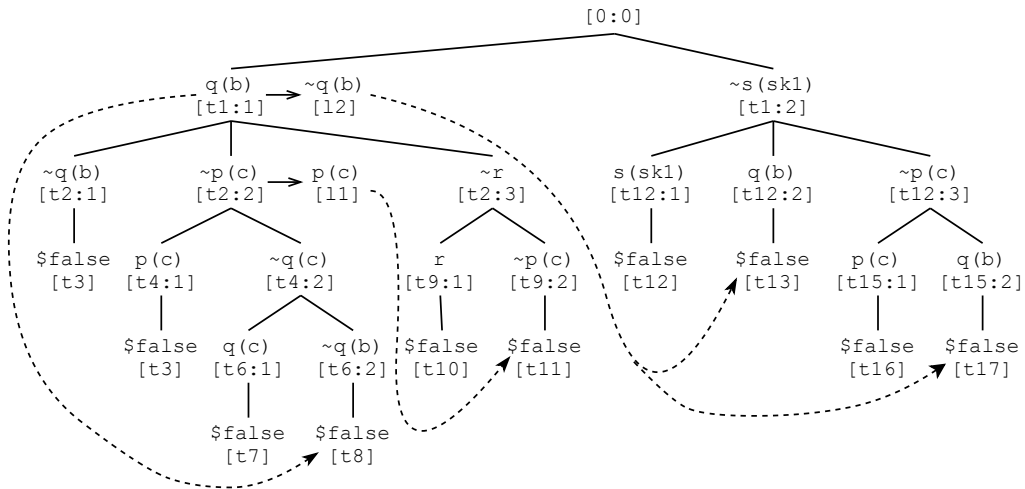 [0:0]
q(b) ~q(b) ~s(sk1)
[t1:1] [l2] [t1:2]
~q(b) ~p(c) p(c) ~r s(sk1) q(b) ~p(c)
[t2:1] [t2:2] [l1] [t2:3] [t12:1] [t12:2] [t12:3]
$false p(c) ~q(c) r ~p(c) $false $false p(c) q(b)
[t3] [t4:1] [t4:2] [t9:1] [t9:2] [t12] [t13] [t15:1] [t15:2]
$false q(c) ~q(b) $false $false $false $false
[t3] [t6:1] [t6:2] [t10] [t11] [t16] [t17]
$false $false
[t7] [t8]